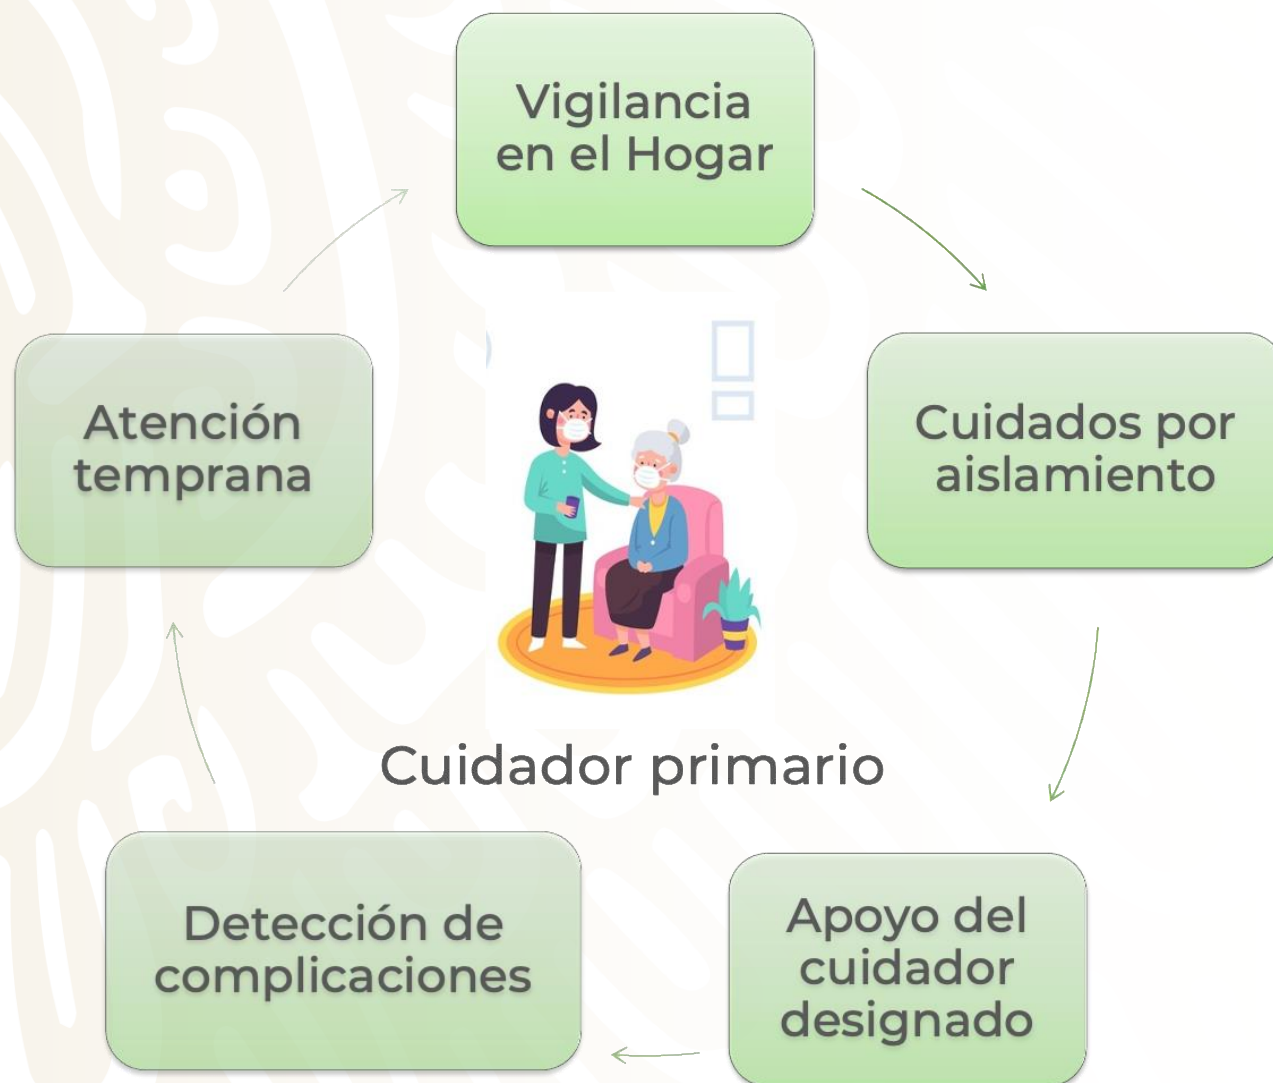 Vigilancia
en el Hogar
Cuidados por
aislamiento
Apoyo del
cuidador
designado
Detección de
complicaciones
Atención
temprana
Cuidador primario